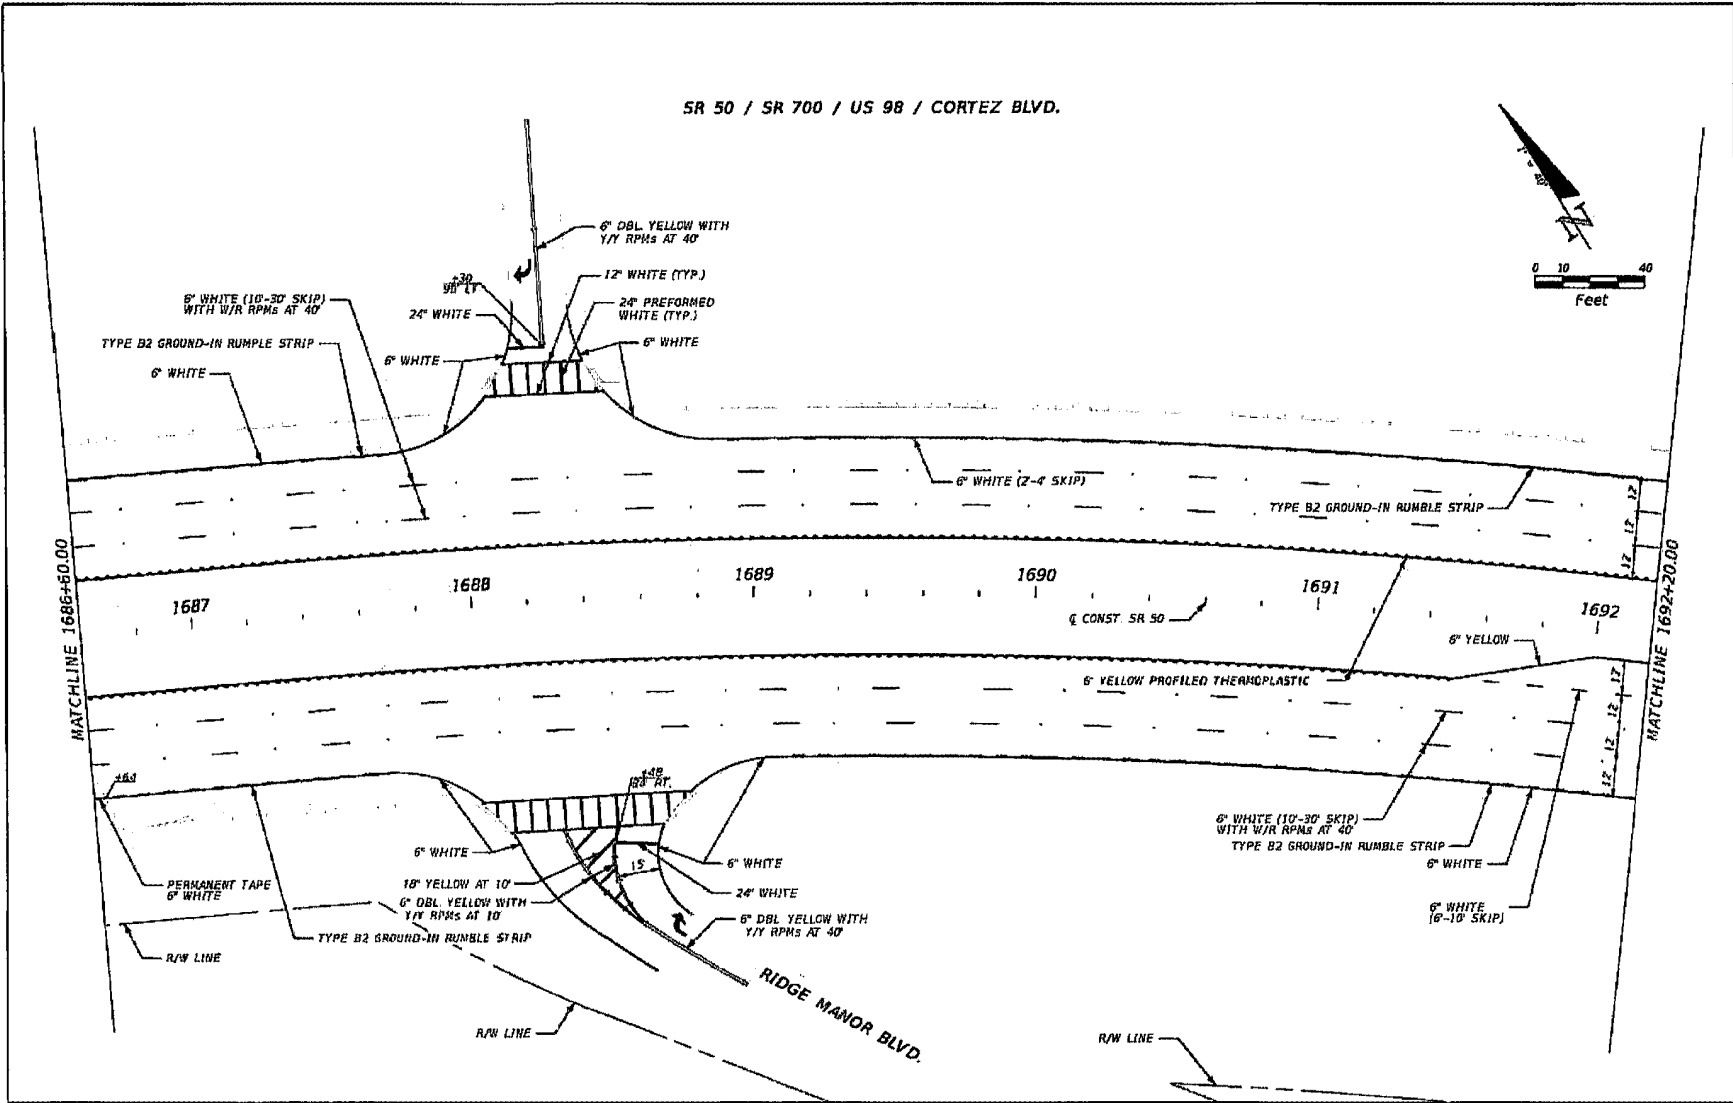 SR 50 / SR 700 / US 98 / CORTEZ BLVD.
6" DBL. YELLOW WITH
Y/Y RPMs AT 40'
0 10 40
Feet
12" WHITE (TYP.)
+30
LT
6" WHITE (10'-30' SKIP)
WITH W/R RPMs AT 40'
24" WHITE
24" PREFORMED
WHITE (TYP.)
TYPE B2 GROUND-IN RUMPLE STRIP
6" WHITE
6" WHITE
6" WHITE
6" WHITE (2'-4' SKIP)
TYPE B2 GROUND-IN RUMBLE STRIP
12'
12'
12'
MATCHLINE 1686+60.00
1687
1688
1689
1690
1691
1692
℄ CONST. SR 50
6" YELLOW
6" YELLOW PROFILED THERMOPLASTIC
MATCHLINE 1692+20.00
12'
12'
12'
12'
+64
+48
RT.
6" WHITE (10'-30' SKIP)
WITH W/R RPMs AT 40'
TYPE B2 GROUND-IN RUMBLE STRIP
6" WHITE
6" WHITE
15'
6" WHITE
PERMANENT TAPE
6" WHITE
18" YELLOW AT 10'
24" WHITE
6" DBL. YELLOW WITH
Y/Y RPMs AT 10'
6" WHITE
(6'-10' SKIP)
6" DBL. YELLOW WITH
Y/Y RPMs AT 40'
TYPE B2 GROUND-IN RUMBLE STRIP
R/W LINE
RIDGE MANOR BLVD.
R/W LINE
R/W LINE